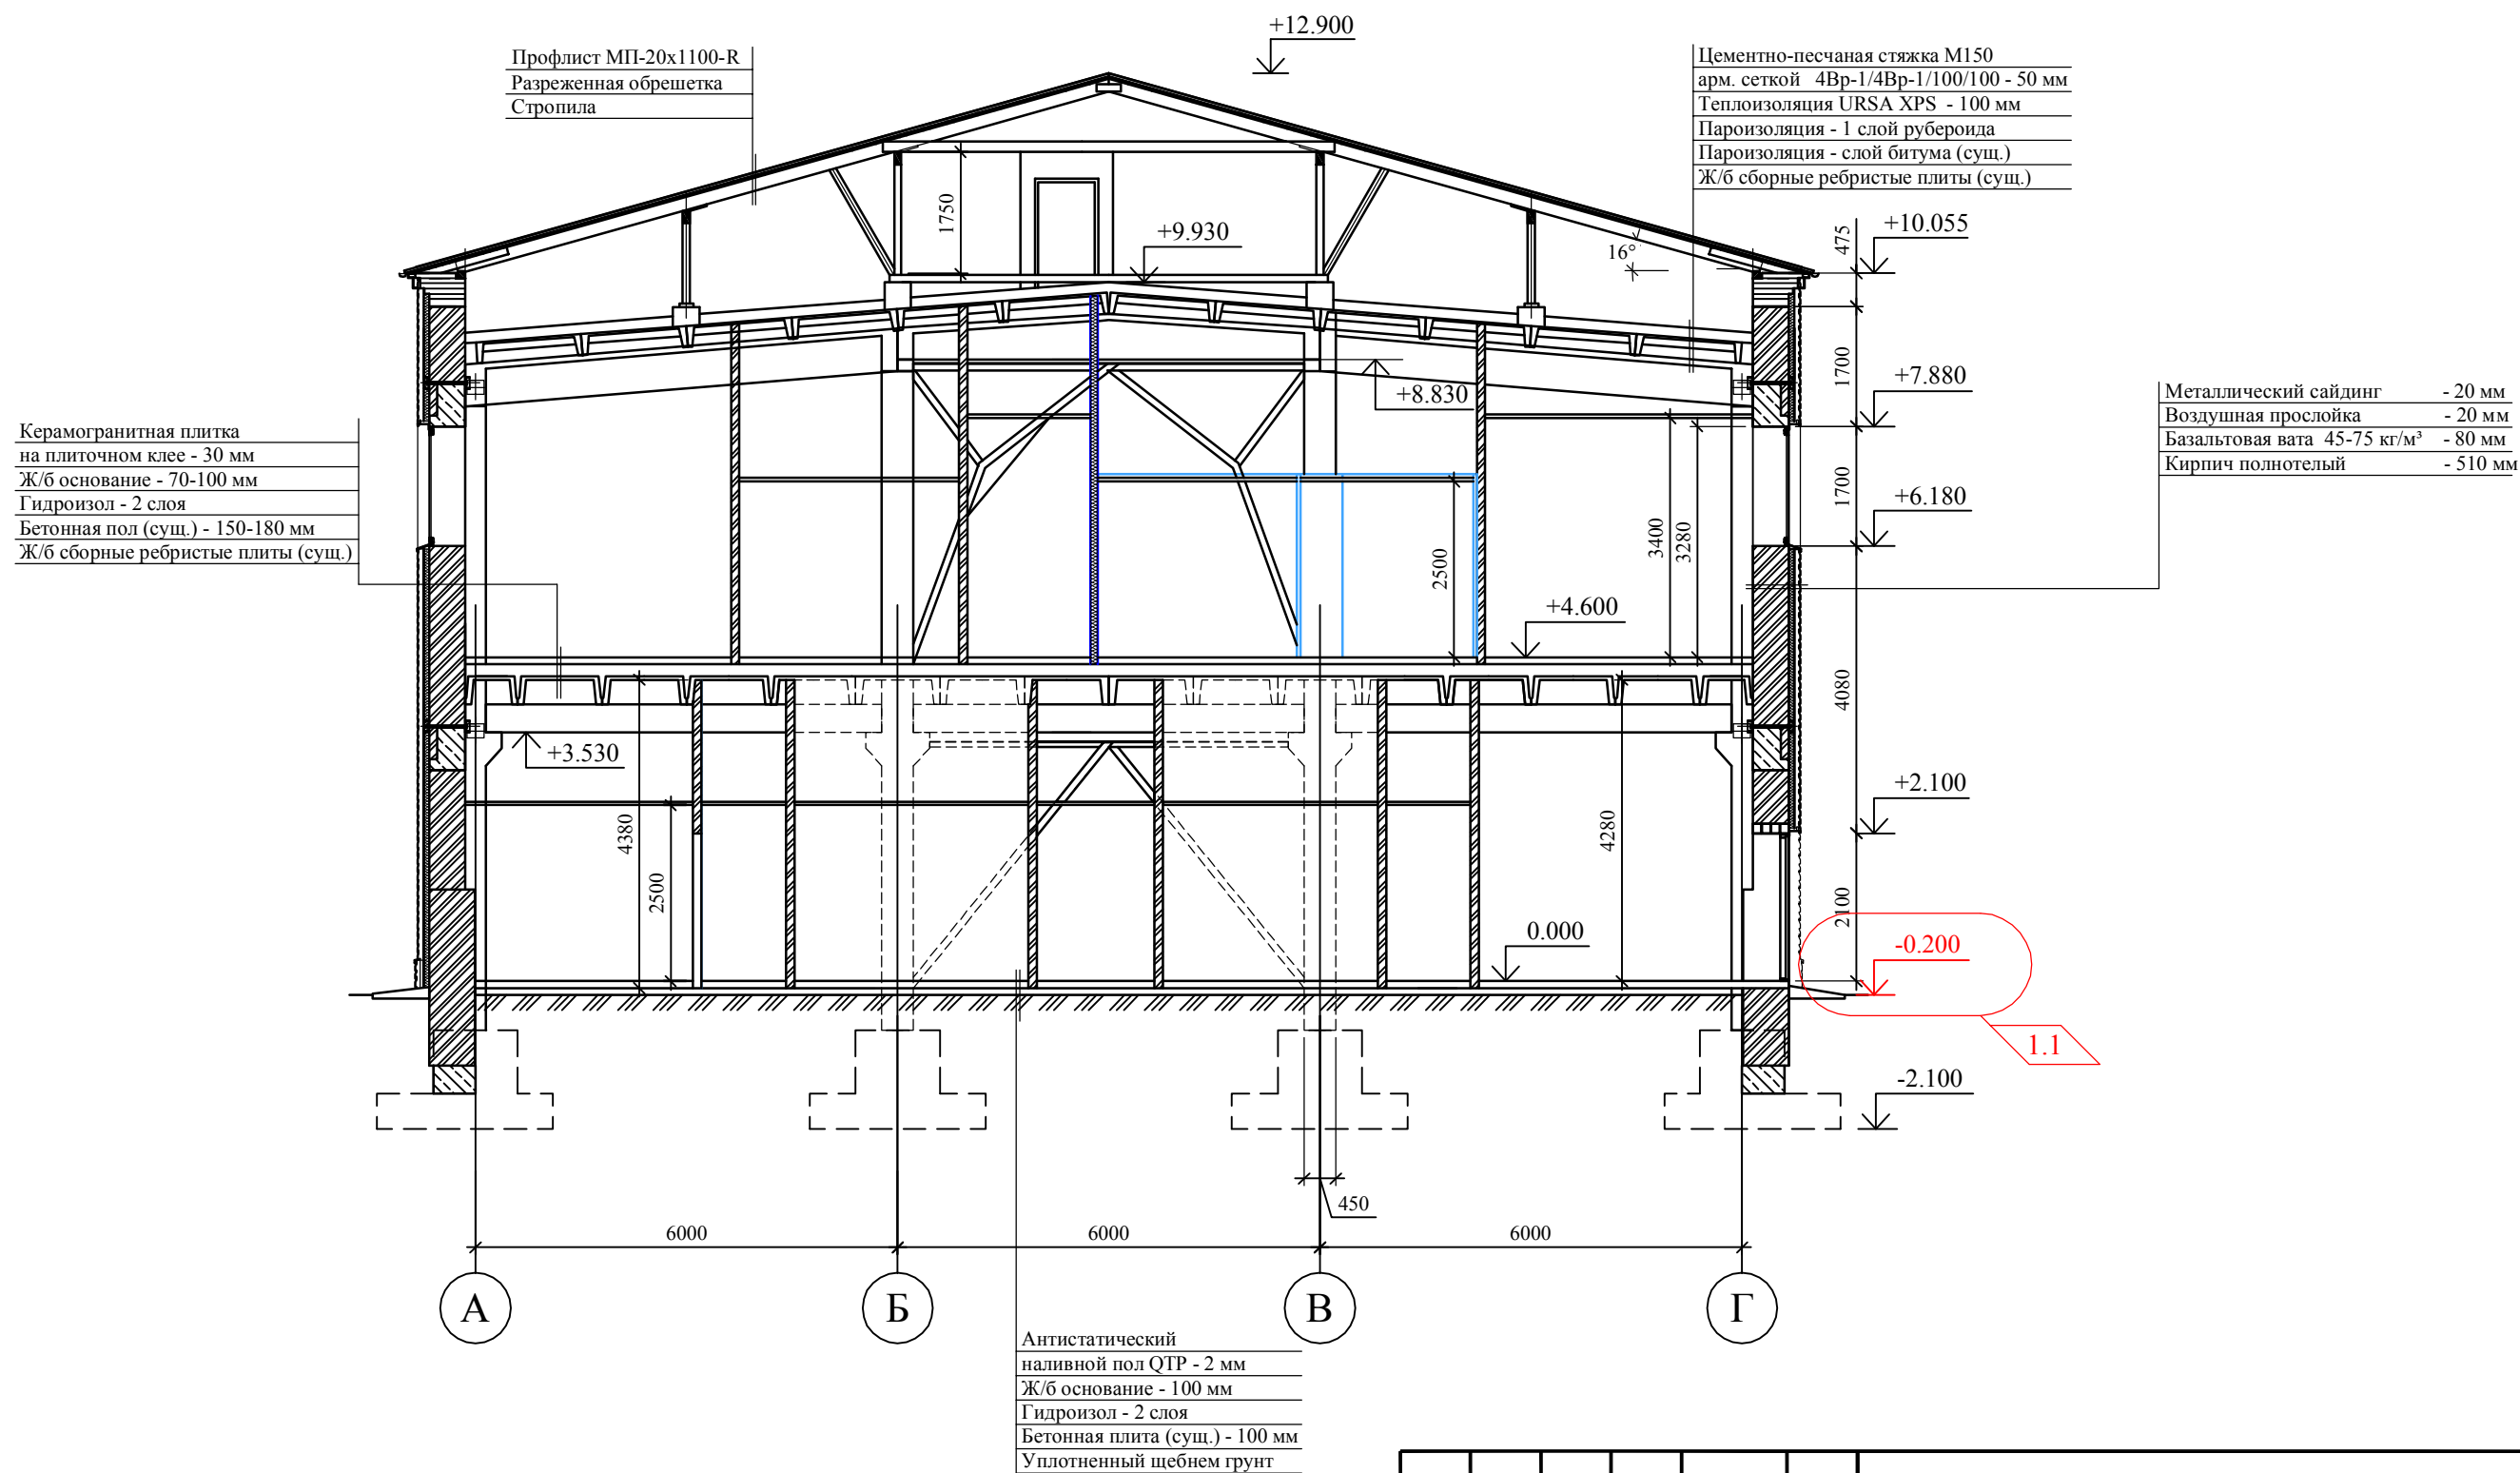 +12.900
Профлист МП-20х1100-R
Разреженная обрешетка
Стропила
Цементно-песчаная стяжка М150
арм. сеткой 4Вр-1/4Вр-1/100/100 - 50 мм
Теплоизоляция URSA XPS - 100 мм
Пароизоляция - 1 слой рубероида
Пароизоляция - слой битума (сущ.)
Ж/б сборные ребристые плиты (сущ.)
1750
+9.930
16°
475
+10.055
1700
+7.880
+8.830
Керамогранитная плитка
на плиточном клее - 30 мм
Ж/б основание - 70-100 мм
Гидроизол - 2 слоя
Бетонная пол (сущ.) - 150-180 мм
Ж/б сборные ребристые плиты (сущ.)
Металлический сайдинг - 20 мм
Воздушная прослойка - 20 мм
Базальтовая вата 45-75 кг/м³ - 80 мм
Кирпич полнотелый - 510 мм
1700
+6.180
3400
3280
2500
+4.600
4080
+3.530
+2.100
4380
4280
2500
2100
0.000
-0.200
1.1
-2.100
450
6000
6000
6000
А
Б
В
Г
Антистатический
наливной пол QTP - 2 мм
Ж/б основание - 100 мм
Гидроизол - 2 слоя
Бетонная плита (сущ.) - 100 мм
Уплотненный щебнем грунт